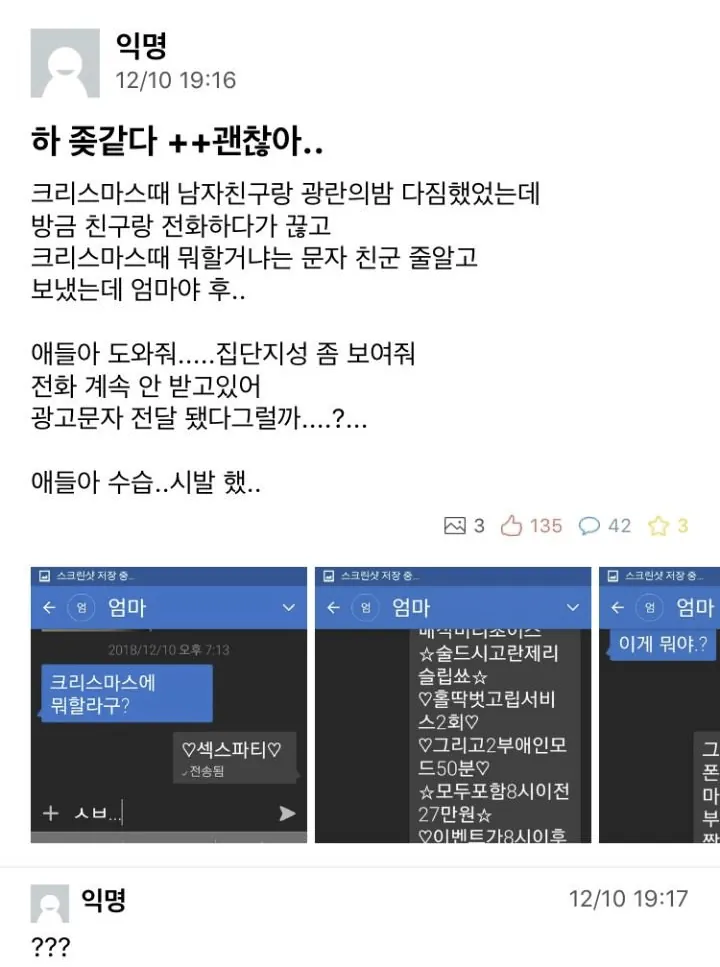 익명
12/10 19:16
하 좆같다 ++괜찮아..
크리스마스때 남자친구랑 광란의밤 다짐했었는데
방금 친구랑 전화하다가 끊고
크리스마스때 뭐할거냐는 문자 친군 줄알고
보냈는데 엄마야 후..
애들아 도와줘.....집단지성 좀 보여줘
전화 계속 안 받고있어
광고문자 전달 됐다그럴까....?...
애들아 수습..시발 했..
3 135 42 3
스크린샷 저장 중...
엄 엄마
2018/12/10 오후 7:13
크리스마스에
뭐할라구?
♡섹스파티♡
전송됨
ㅅㅂ...
스크린샷 저장 중...
엄 엄마
☆술드시고란제리
슬립쑈☆
♡홀딱벗고립서비
스2회♡
♡그리고2부애인모
드50분♡
☆모두포함8시이전
27만원☆
♡이벤트가8시이후
스크린샷 저장 중...
엄 엄마
이게 뭐야.?
그
폰
마
부
익명
12/10 19:17
???